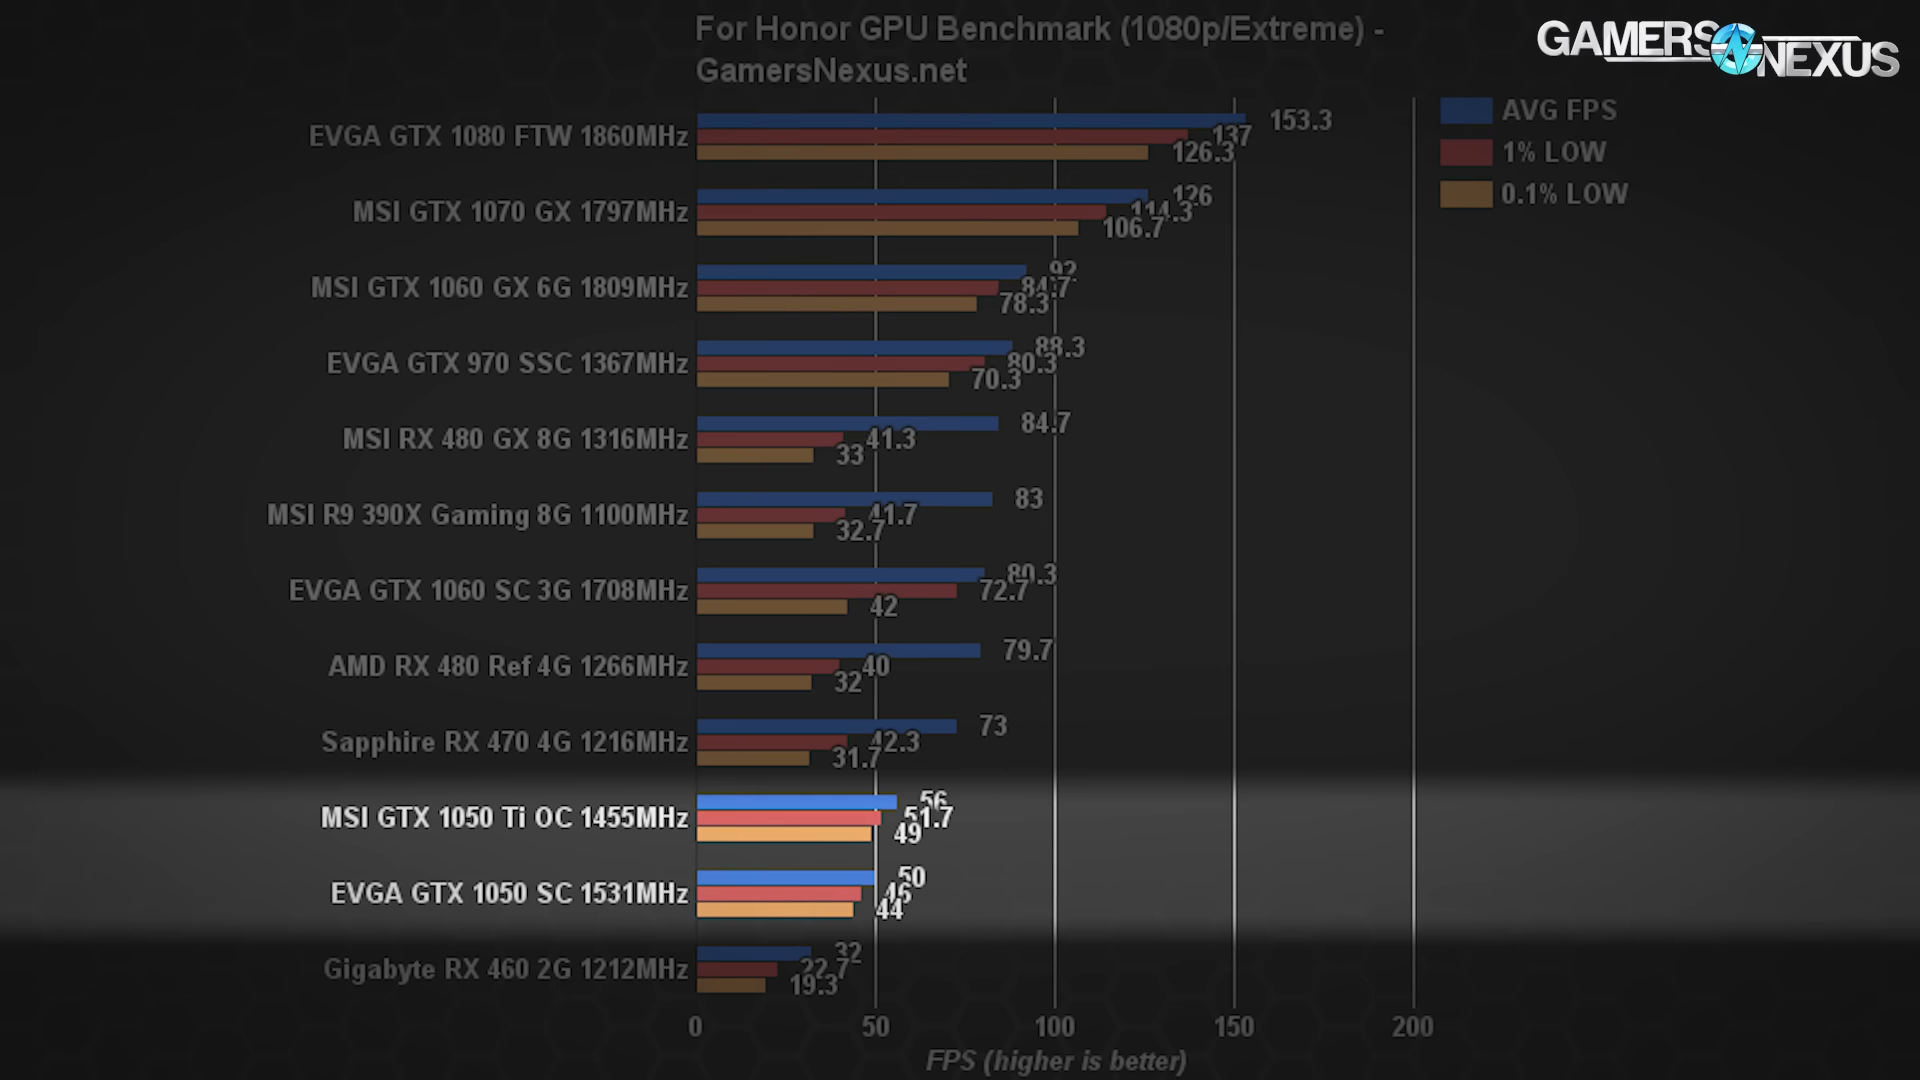 For Honor GPU Benchmark (1080p/Extreme) -
GamersNexus.net
GAMERS NEXUS
AVG FPS
1% LOW
0.1% LOW
EVGA GTX 1080 FTW 1860MHz
153.3
137
126.3
MSI GTX 1070 GX 1797MHz
126
114.3
106.7
MSI GTX 1060 GX 6G 1809MHz
92
84.7
78.3
EVGA GTX 970 SSC 1367MHz
88.3
80.3
70.3
MSI RX 480 GX 8G 1316MHz
84.7
41.3
33
MSI R9 390X Gaming 8G 1100MHz
83
41.7
32.7
EVGA GTX 1060 SC 3G 1708MHz
80.3
72.7
42
AMD RX 480 Ref 4G 1266MHz
79.7
40
32
Sapphire RX 470 4G 1216MHz
73
42.3
31.7
MSI GTX 1050 Ti OC 1455MHz
56
51.7
49
EVGA GTX 1050 SC 1531MHz
50
46
44
Gigabyte RX 460 2G 1212MHz
32
22.7
19.3
0 50 100 150 200
FPS (higher is better)